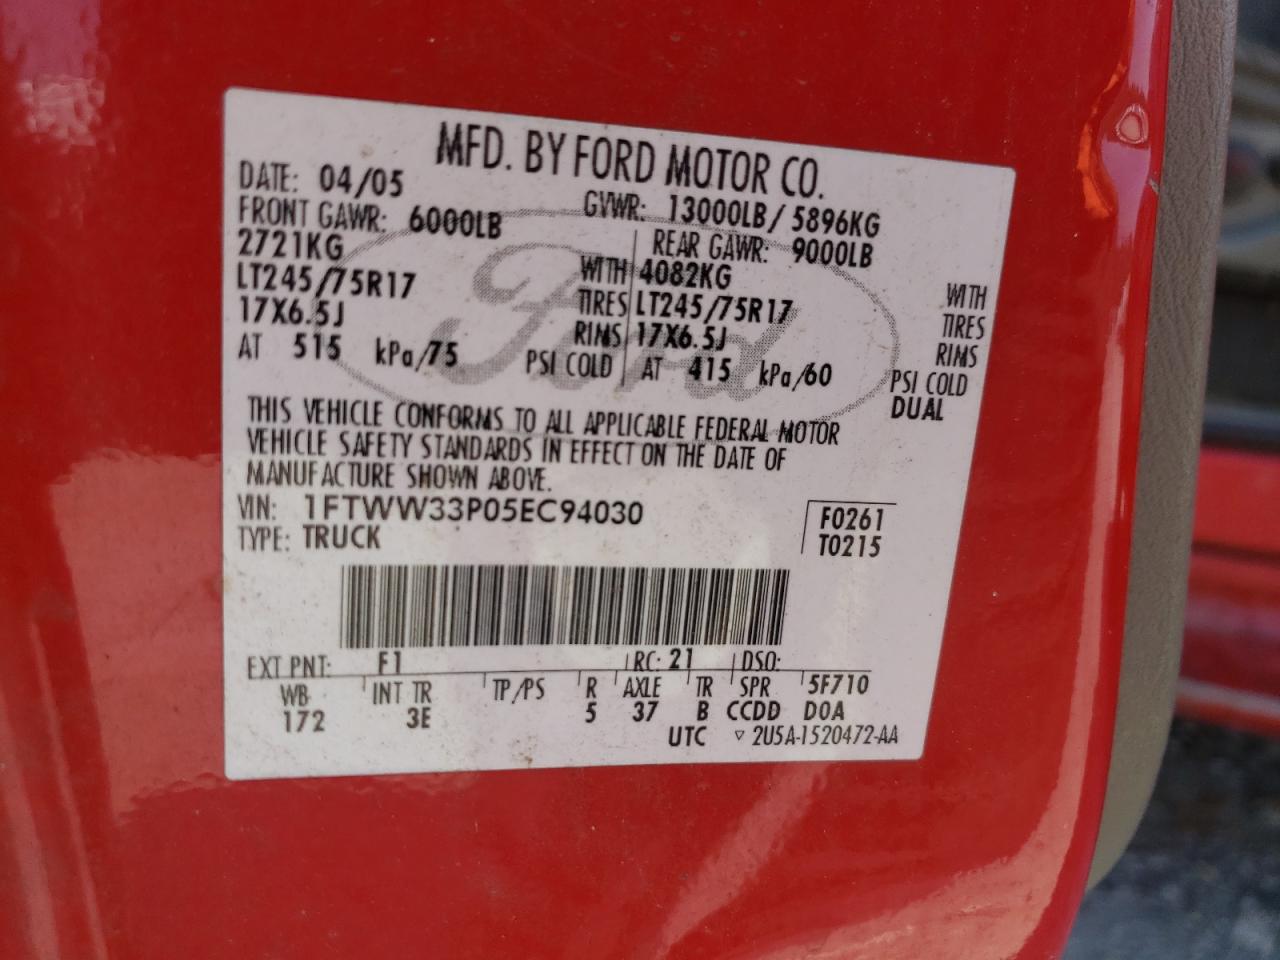 MFD. BY FORD MOTOR CO.
DATE: 04/05 GVWR: 13000LB/5896KG
FRONT GAWR: 6000LB REAR GAWR: 9000LB
2721KG WITH 4082KG WITH
LT245/75R17 TIRES LT245/75R17 TIRES
17X6.5J RIMS 17X6.5J RIMS
AT 515 kPa/75 PSI COLD AT 415 kPa/60 PSI COLD
DUAL
Ford
THIS VEHICLE CONFORMS TO ALL APPLICABLE FEDERAL MOTOR
VEHICLE SAFETY STANDARDS IN EFFECT ON THE DATE OF
MANUFACTURE SHOWN ABOVE.
VIN: 1FTWW33P05EC94030 F0261
TYPE: TRUCK T0215
EXT PNT: F1 RC: 21 DSO:
WB INT TR TP/PS R AXLE TR SPR 5F710
172 3E 5 37 B CCDD DOA
UTC ▽ 2U5A-1520472-AA